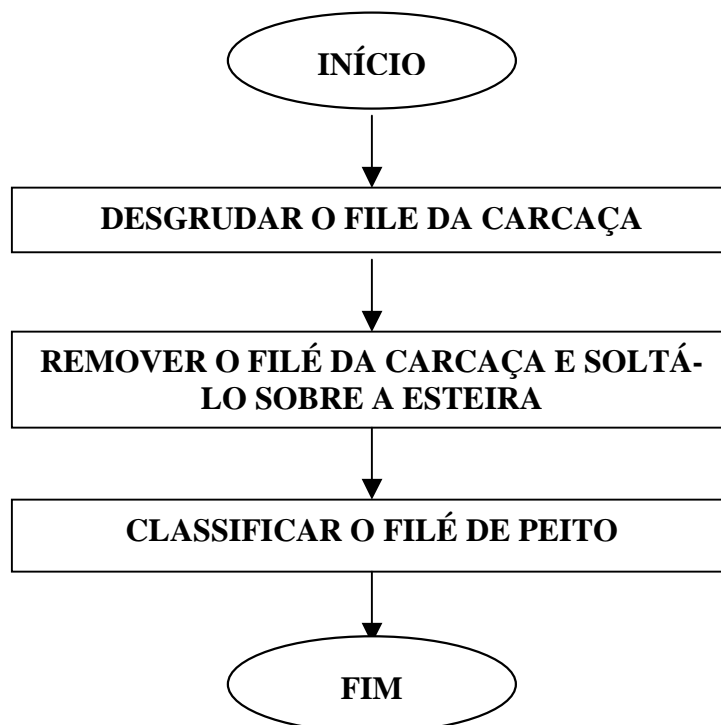 INÍCIO
DESGRUDAR O FILE DA CARCAÇA
REMOVER O FILÉ DA CARCAÇA E SOLTÁ-
LO SOBRE A ESTEIRA
CLASSIFICAR O FILÉ DE PEITO
FIM